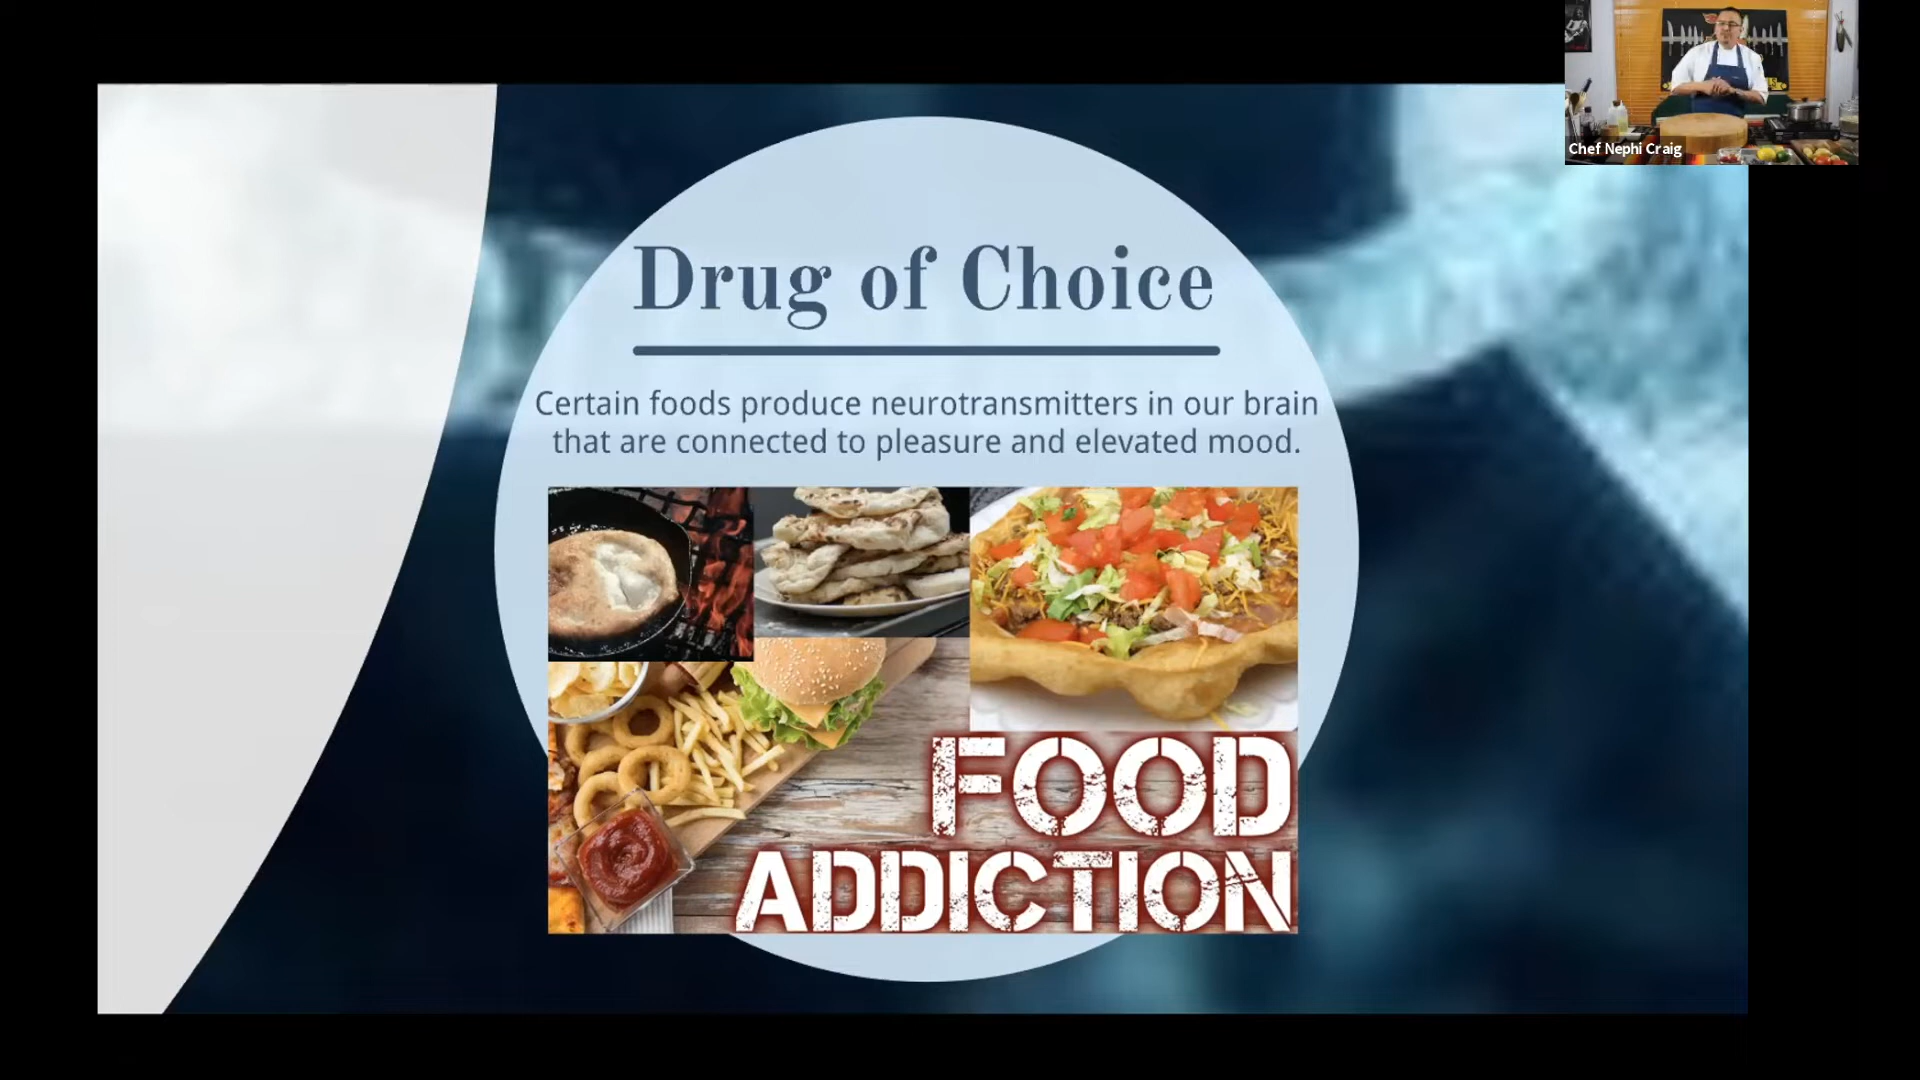 Chef Nephi Craig
Drug of Choice
Certain foods produce neurotransmitters in our brain
that are connected to pleasure and elevated mood.
FOOD
ADDICTION